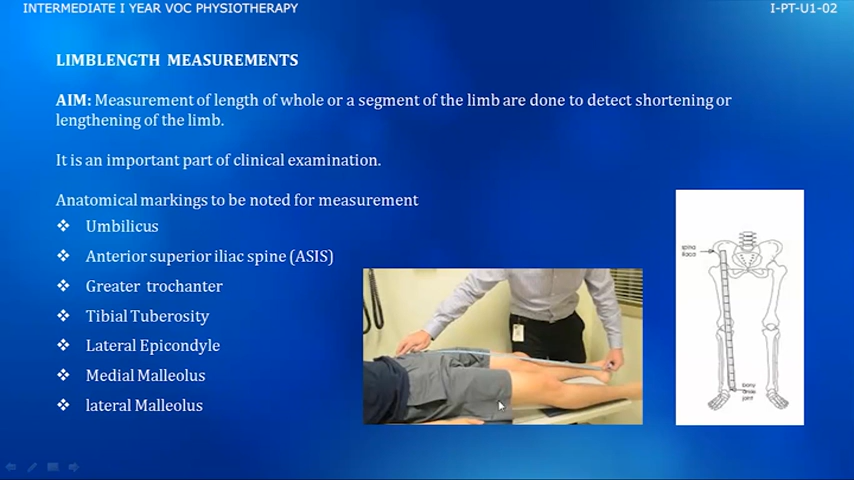 INTERMEDIATE I YEAR VOC PHYSIOTHERAPY
I-PT-U1-02
LIMBLENGTH MEASUREMENTS
AIM: Measurement of length of whole or a segment of the limb are done to detect shortening or
lengthening of the limb.
It is an important part of clinical examination.
Anatomical markings to be noted for measurement
Umbilicus
Anterior superior iliac spine (ASIS)
Greater trochanter
Tibial Tuberosity
Lateral Epicondyle
Medial Malleolus
lateral Malleolus
spina
bony
joint